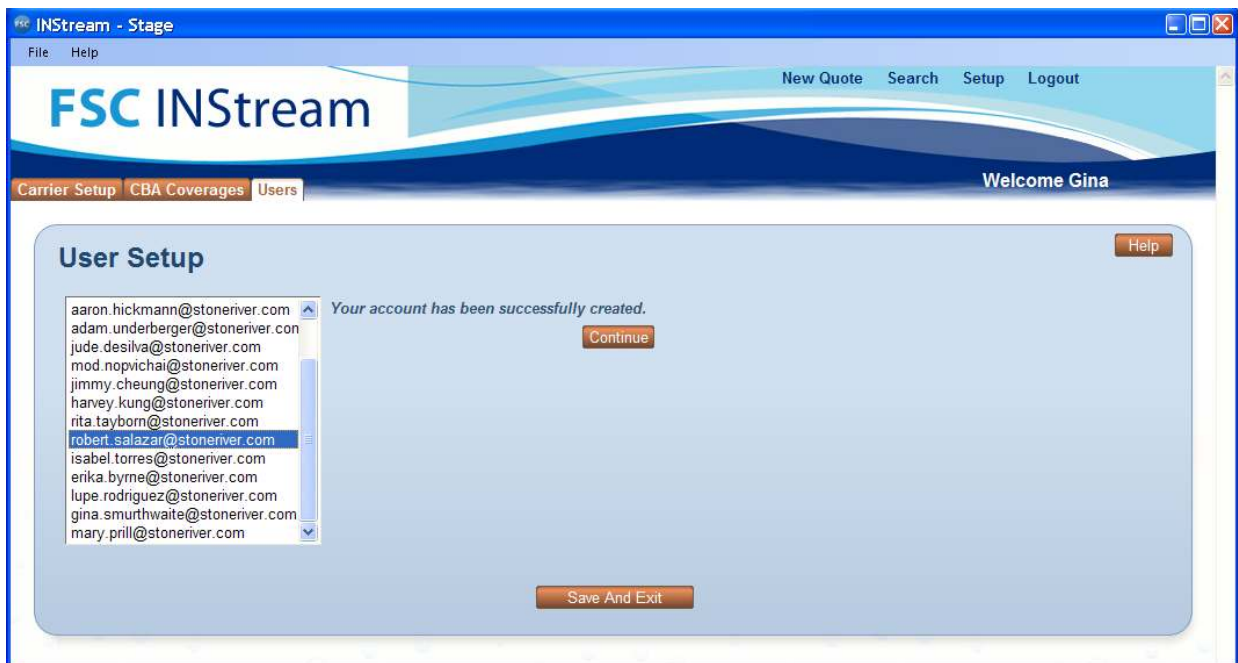 INStream - Stage
File Help
New Quote Search Setup Logout
FSC INStream
Welcome Gina
Carrier Setup CBA Coverages Users
Help
User Setup
aaron.hickmann@stoneriver.com
Your account has been successfully created.
adam.underberger@stoneriver.con
Continue
jude.desilva@stoneriver.com
mod.nopvichai@stoneriver.com
jimmy.cheung@stoneriver.com
harvey.kung@stoneriver.com
rita.tayborn@stoneriver.com
robert.salazar@stoneriver.com
isabel.torres@stoneriver.com
erika.byrne@stoneriver.com
lupe.rodriguez@stoneriver.com
gina.smurthwaite@stoneriver.com
mary.prill@stoneriver.com
Save And Exit